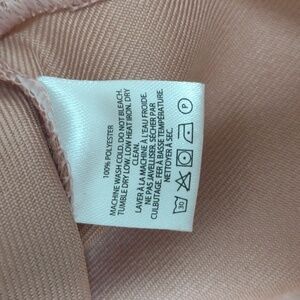 100% POLYESTER
MACHINE WASH COLD. DO NOT BLEACH.
TUMBLE DRY LOW. LOW HEAT IRON. DRY
CLEAN.
LAVER À LA MACHINE À L'EAU FROIDE.
NE PAS JAVELLISER. SÉCHER PAR
CULBUTAGE. FER À BASSE TEMPÉRATURE.
NETTOYER À SEC.
30
P